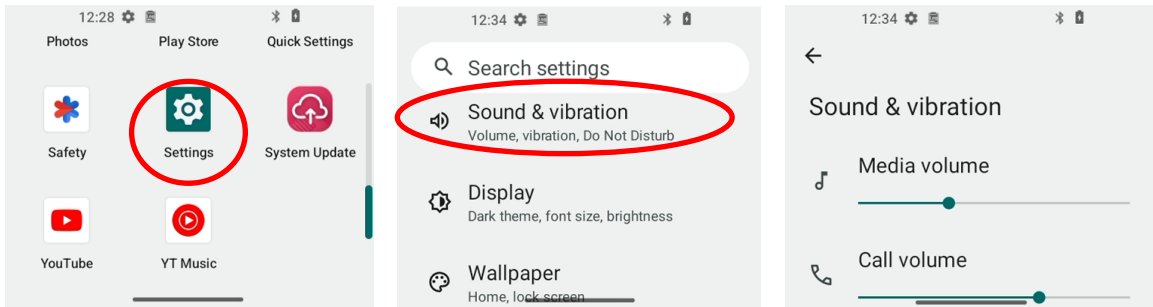 12:28
Photos Play Store Quick Settings
Safety Settings System Update
YouTube YT Music
12:34
Search settings
Sound & vibration
Volume, vibration, Do Not Disturb
Display
Dark theme, font size, brightness
Wallpaper
Home, lock screen
12:34
Sound & vibration
Media volume
Call volume